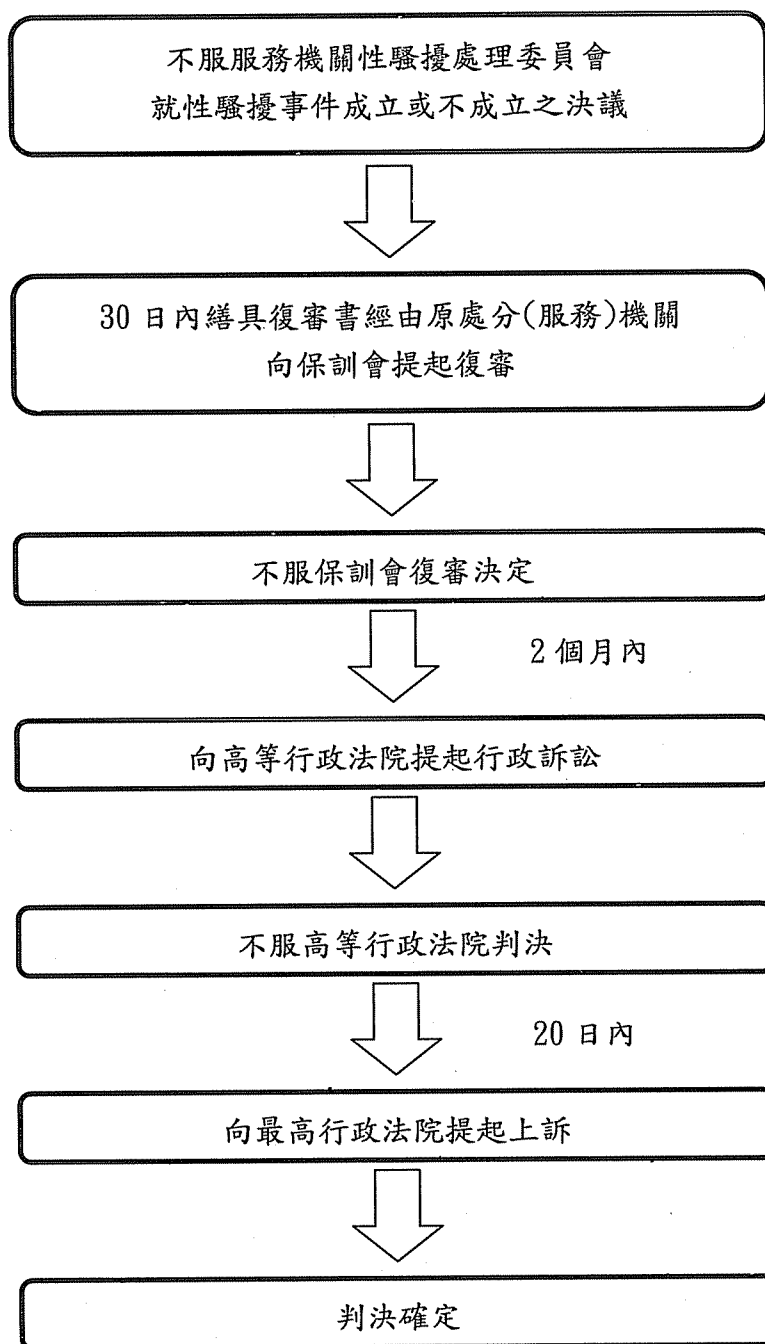 不服服務機關性騷擾處理委員會
就性騷擾事件成立或不成立之決議
30 日內繕具復審書經由原處分(服務)機關
向保訓會提起復審
不服保訓會復審決定
2 個月內
向高等行政法院提起行政訴訟
不服高等行政法院判決
20 日內
向最高行政法院提起上訴
判決確定